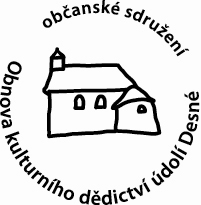 občanské sdružení
Obnova kulturního dědictví údolí Desné